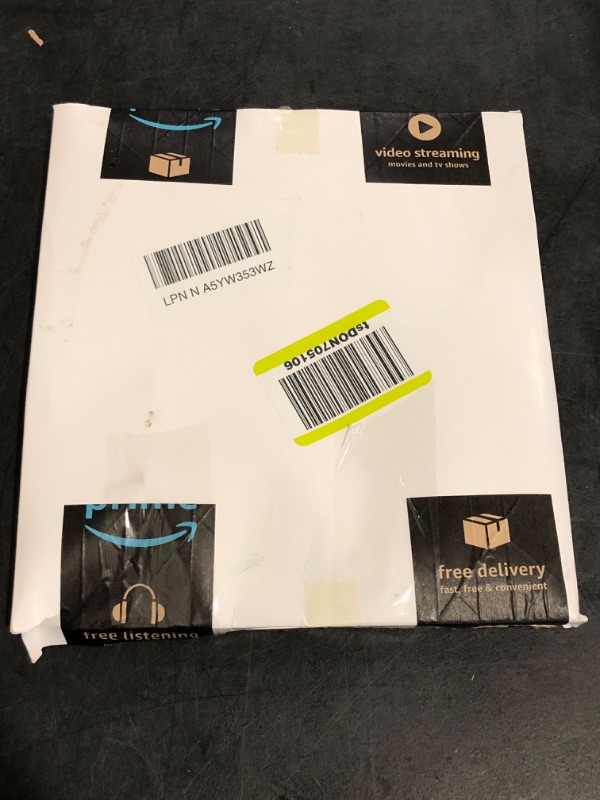 video streaming
movies and tv shows
LPN N A5YW353WZ
tsDON705106
prime
free delivery
fast, free & convenient
free listening